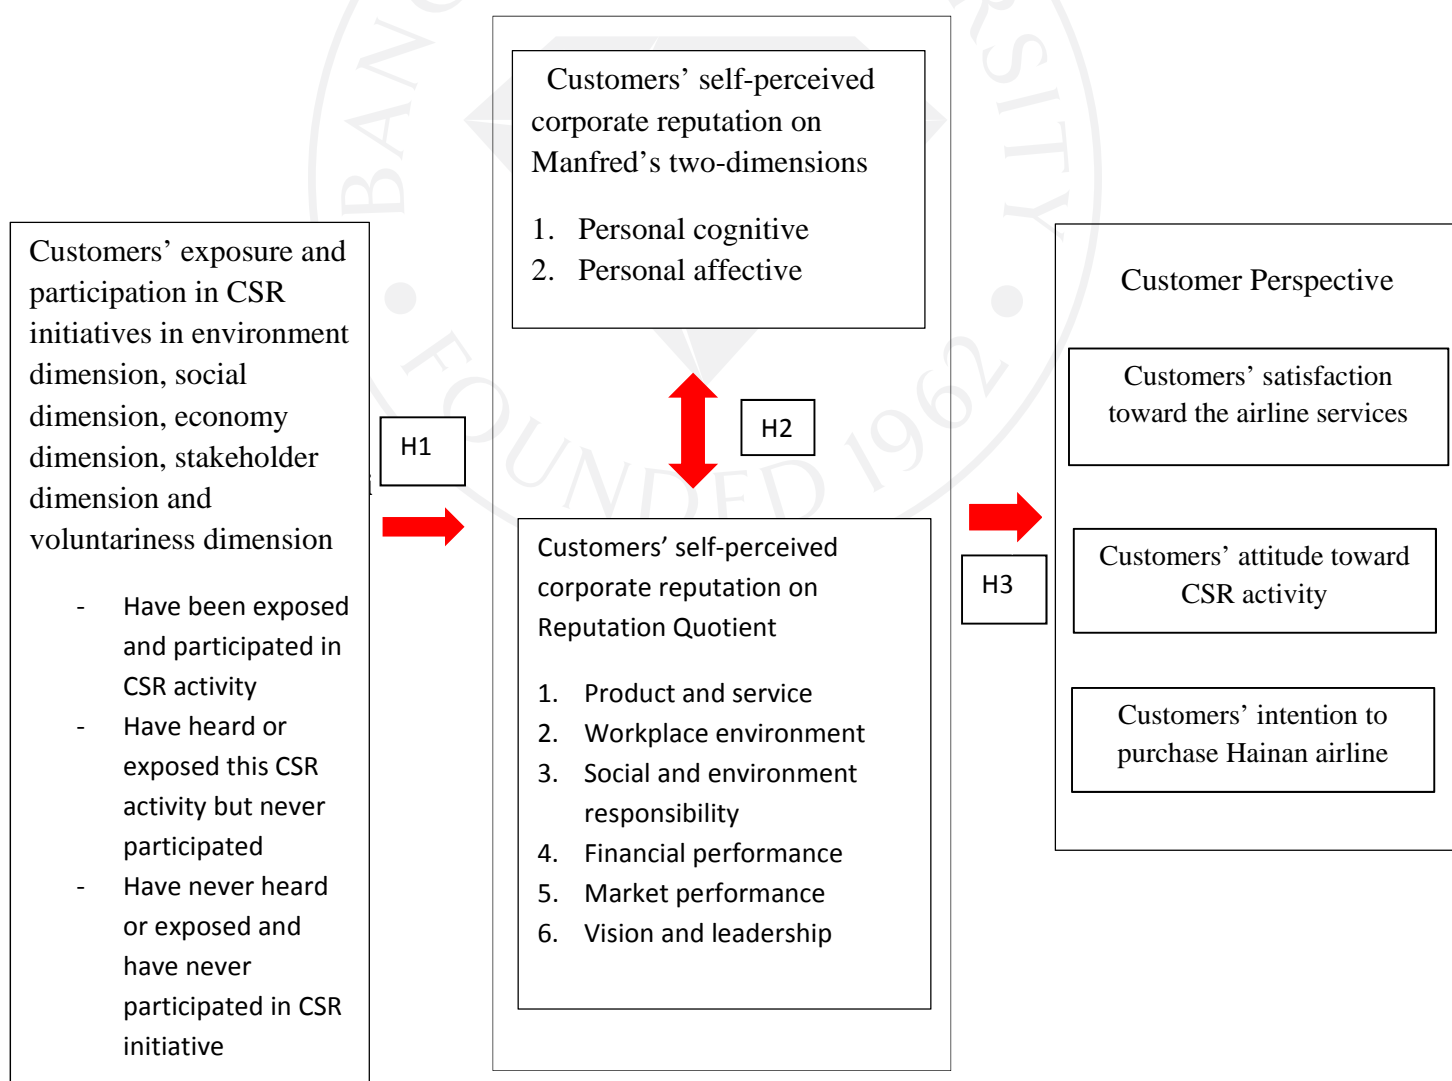 Customers’ exposure and
participation in CSR
initiatives in environment
dimension, social
dimension, economy
dimension, stakeholder
dimension and
voluntariness dimension
- Have been exposed
and participated in
CSR activity
- Have heard or
exposed this CSR
activity but never
participated
- Have never heard
or exposed and
have never
participated in CSR
initiative
H1
Customers’ self-perceived
corporate reputation on
Manfred’s two-dimensions
1. Personal cognitive
2. Personal affective
H2
Customers’ self-perceived
corporate reputation on
Reputation Quotient
1. Product and service
2. Workplace environment
3. Social and environment
responsibility
4. Financial performance
5. Market performance
6. Vision and leadership
H3
Customer Perspective
Customers’ satisfaction
toward the airline services
Customers’ attitude toward
CSR activity
Customers’ intention to
purchase Hainan airline
FOUNDED 1962